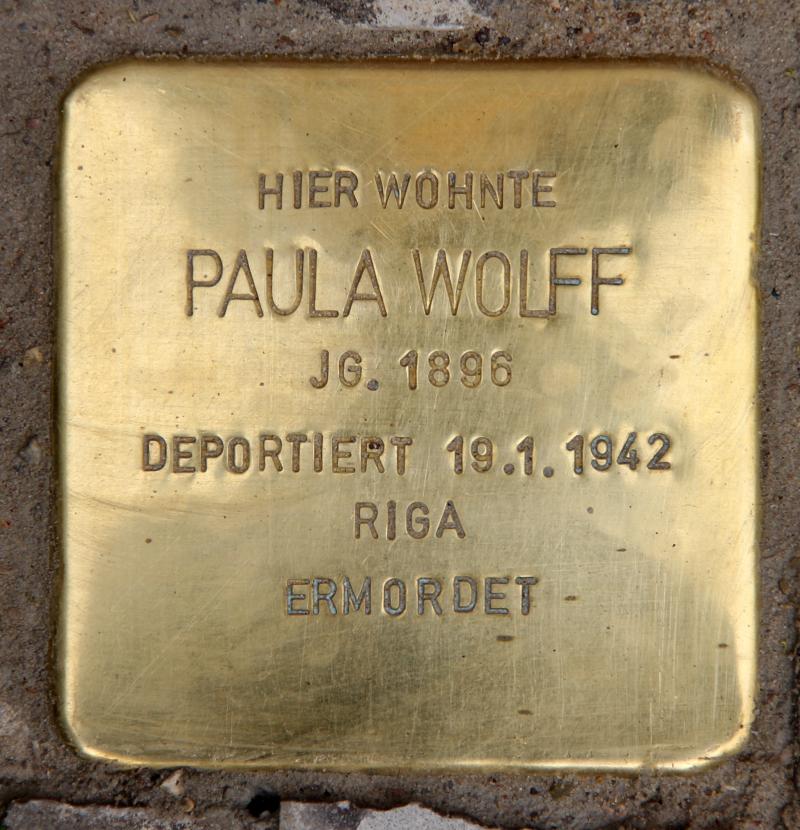 HIER WOHNTE
PAULA WOLFF
JG. 1896
DEPORTIERT 19.1.1942
RIGA
ERMORDET